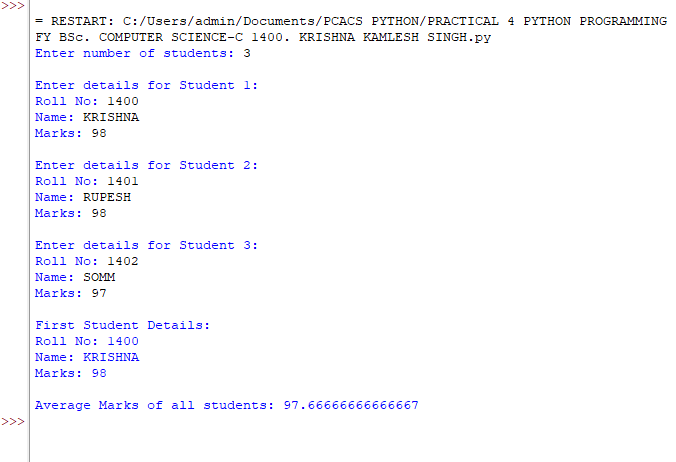 >>>
= RESTART: C:/Users/admin/Documents/PCACS PYTHON/PRACTICAL 4 PYTHON PROGRAMMING
FY BSc. COMPUTER SCIENCE-C 1400. KRISHNA KAMLESH SINGH.py
Enter number of students: 3
Enter details for Student 1:
Roll No: 1400
Name: KRISHNA
Marks: 98
Enter details for Student 2:
Roll No: 1401
Name: RUPESH
Marks: 98
Enter details for Student 3:
Roll No: 1402
Name: SOMM
Marks: 97
First Student Details:
Roll No: 1400
Name: KRISHNA
Marks: 98
Average Marks of all students: 97.66666666666667
>>>